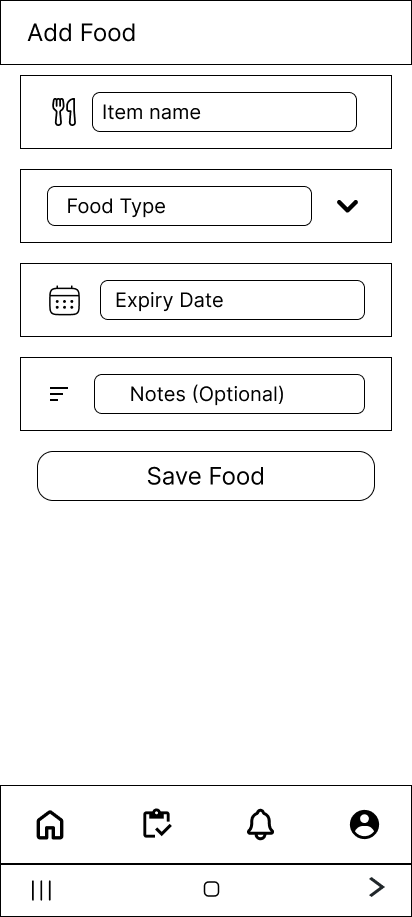 Add Food
Item name
Food Type
Expiry Date
Notes (Optional)
Save Food